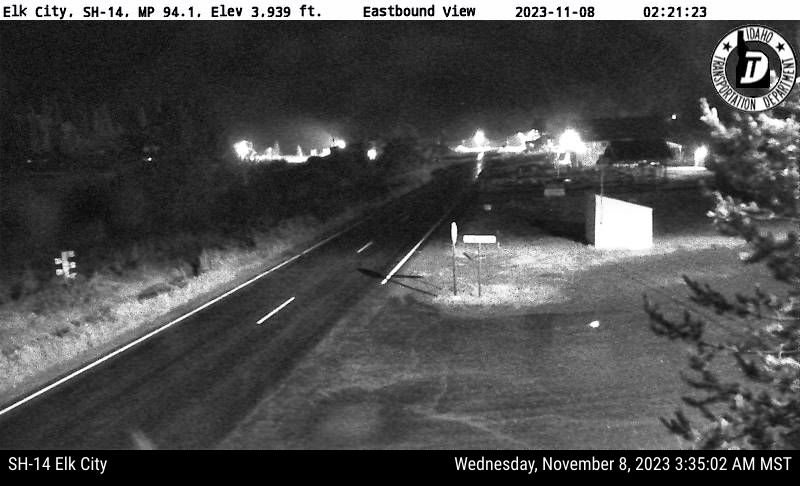 Elk City, SH-14, MP 94.1, Elev 3,939 ft. Eastbound View 2023-11-08 02:21:23
IDAHO
TRANSPORTATION DEPARTMENT
SH-14 Elk City Wednesday, November 8, 2023 3:35:02 AM MST